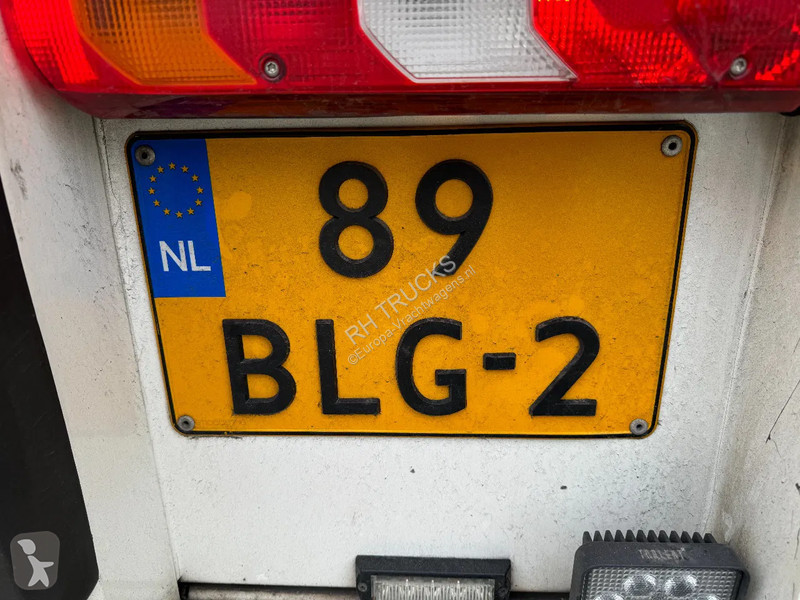 NL
89
BLG-2
RH TRUCKS
©Europa-Vrachtwagens.nl